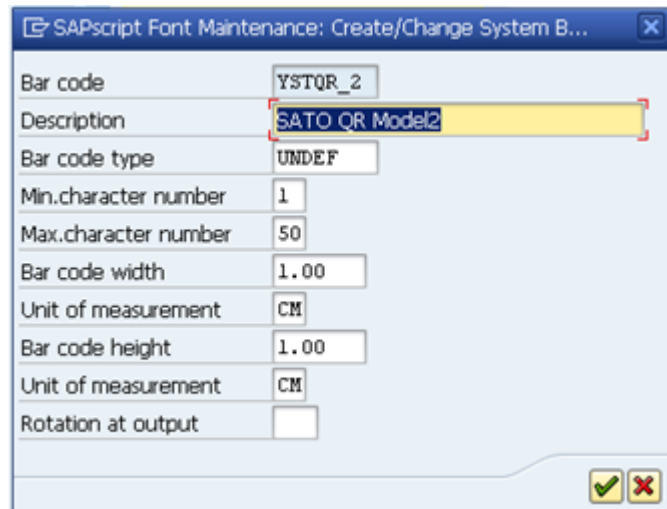 SAPscript Font Maintenance: Create/Change System B...
Bar code YSTQR_2
Description SATO QR Model2
Bar code type UNDEF
Min.character number 1
Max.character number 50
Bar code width 1.00
Unit of measurement CM
Bar code height 1.00
Unit of measurement CM
Rotation at output